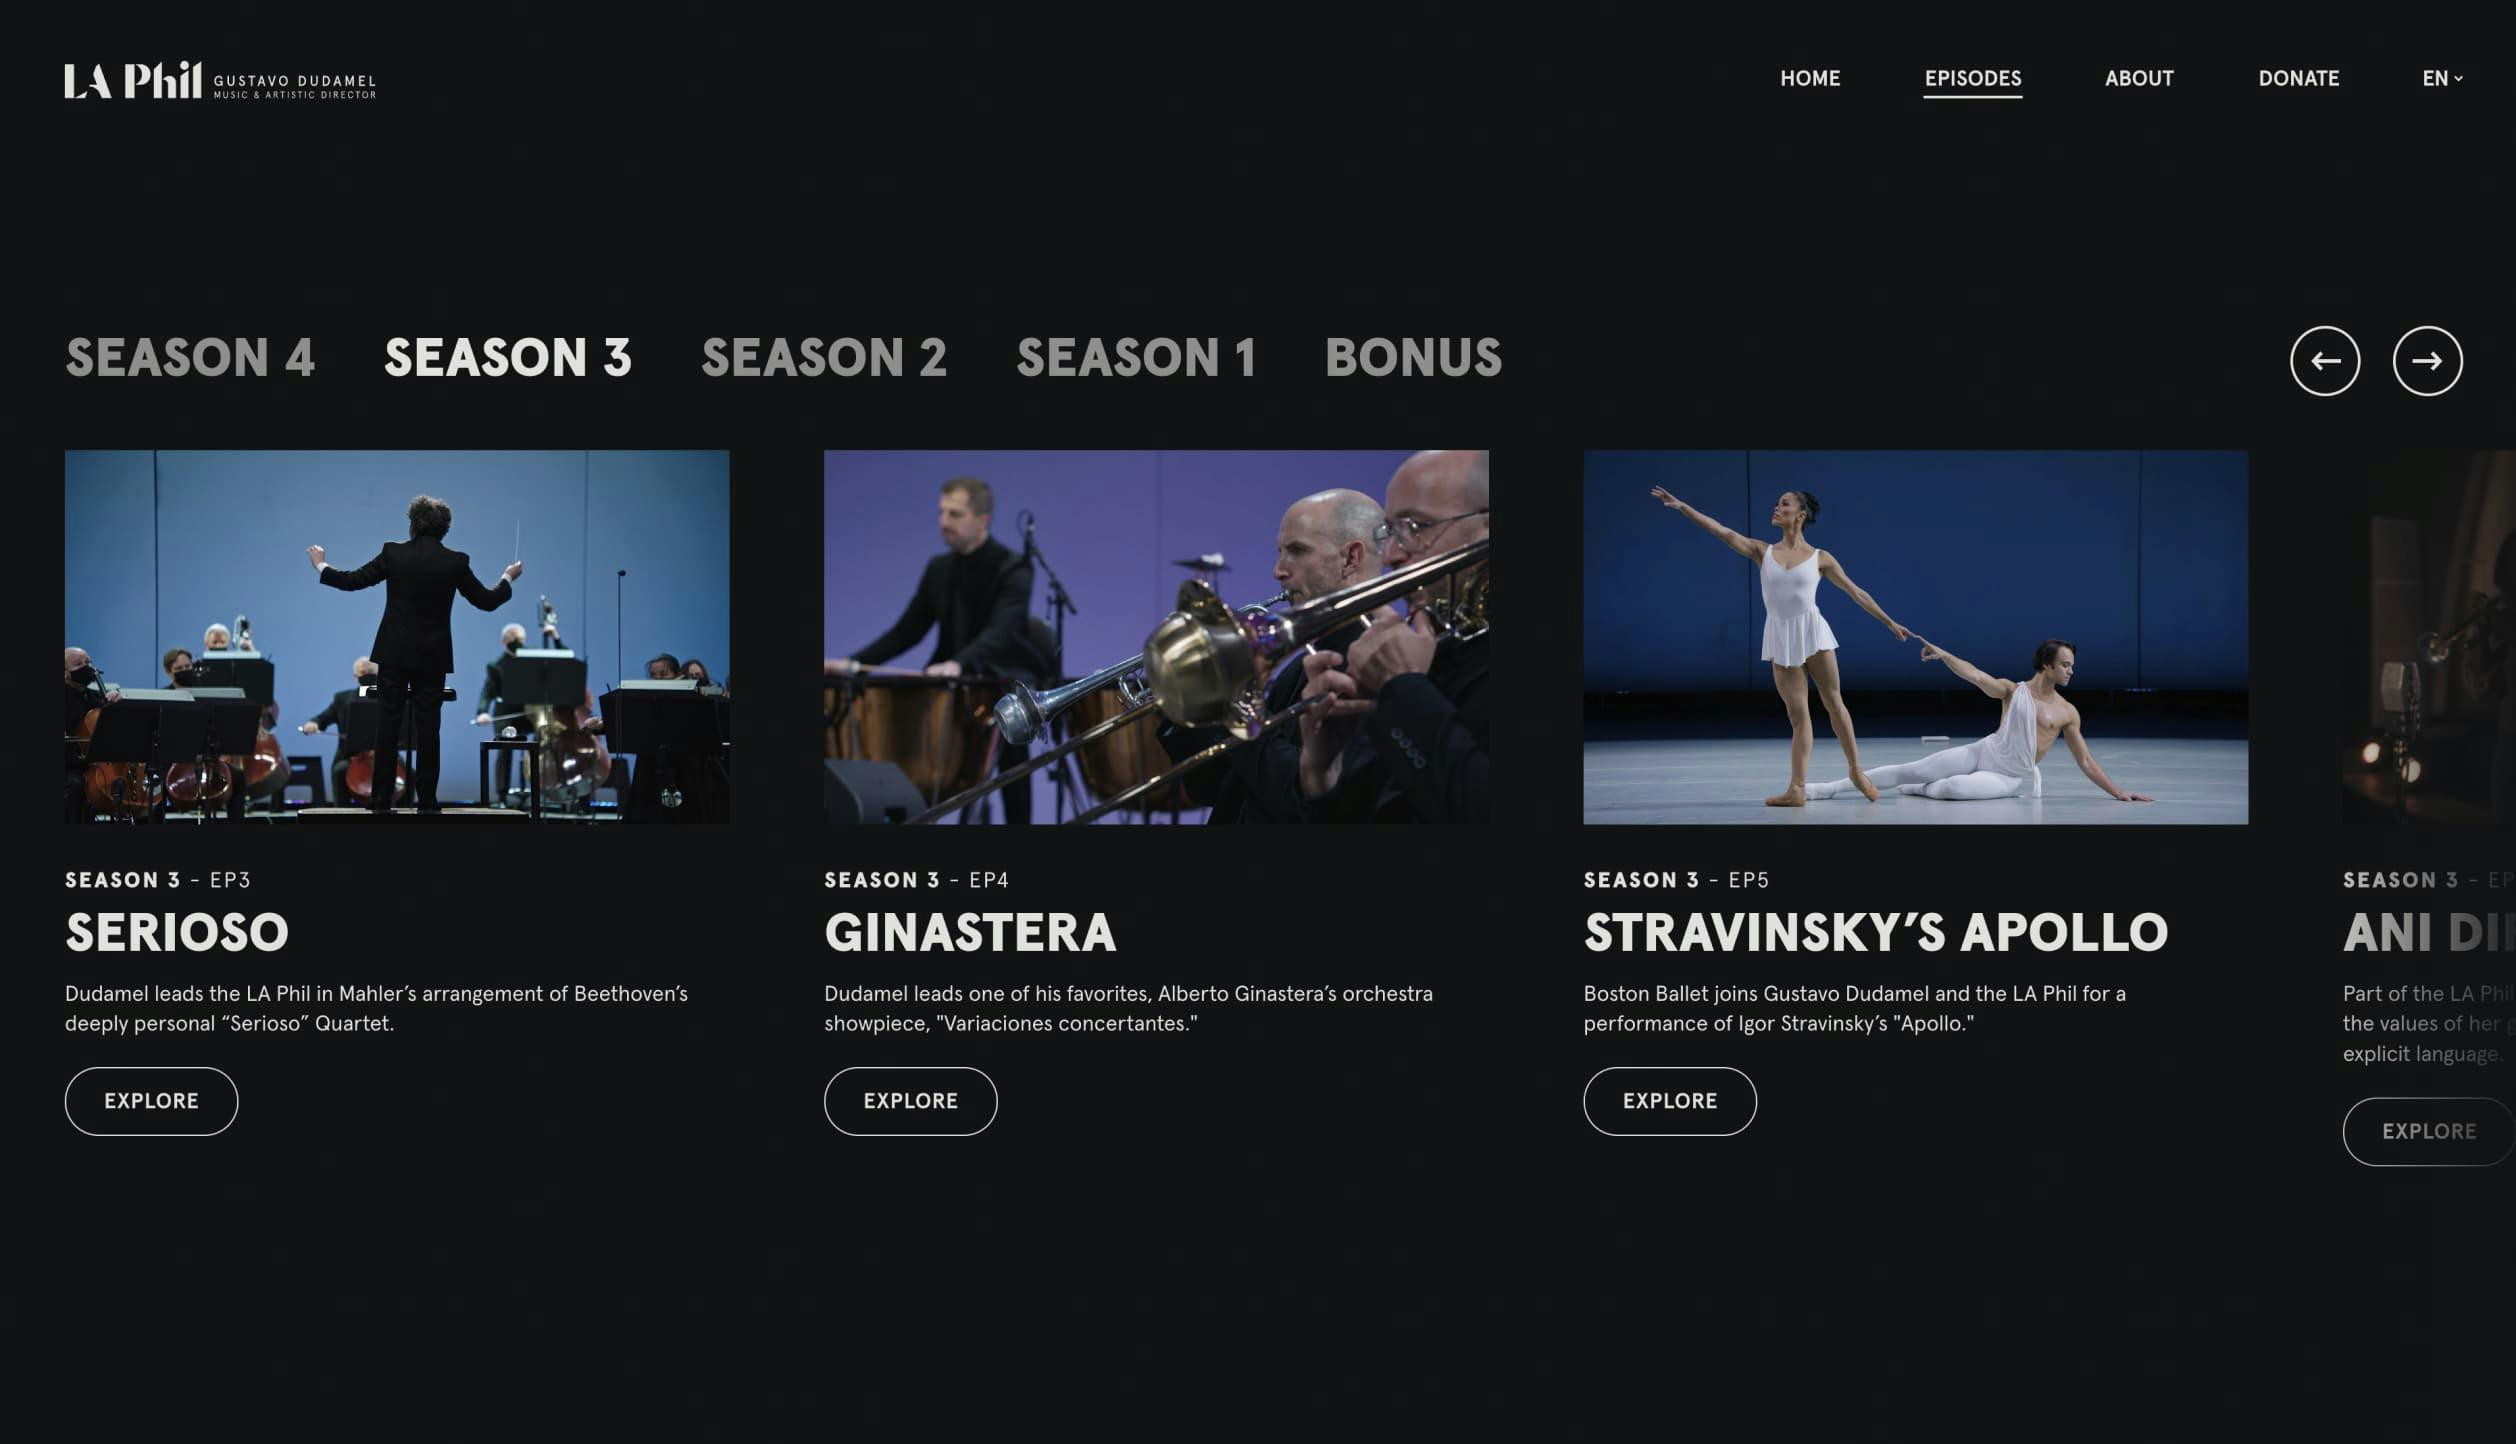 LA Phil GUSTAVO DUDAMEL
MUSIC & ARTISTIC DIRECTOR
HOME EPISODES ABOUT DONATE EN
SEASON 4 SEASON 3 SEASON 2 SEASON 1 BONUS
SEASON 3 - EP3
SERIOSO
Dudamel leads the LA Phil in Mahler’s arrangement of Beethoven’s
deeply personal “Serioso” Quartet.
EXPLORE
SEASON 3 - EP4
GINASTERA
Dudamel leads one of his favorites, Alberto Ginastera’s orchestra
showpiece, "Variaciones concertantes."
EXPLORE
SEASON 3 - EP5
STRAVINSKY’S APOLLO
Boston Ballet joins Gustavo Dudamel and the LA Phil for a
performance of Igor Stravinsky’s "Apollo."
EXPLORE
SEASON 3 - EP
ANI
Part of the LA Phil
the values of her
explicit language.
EXPLORE